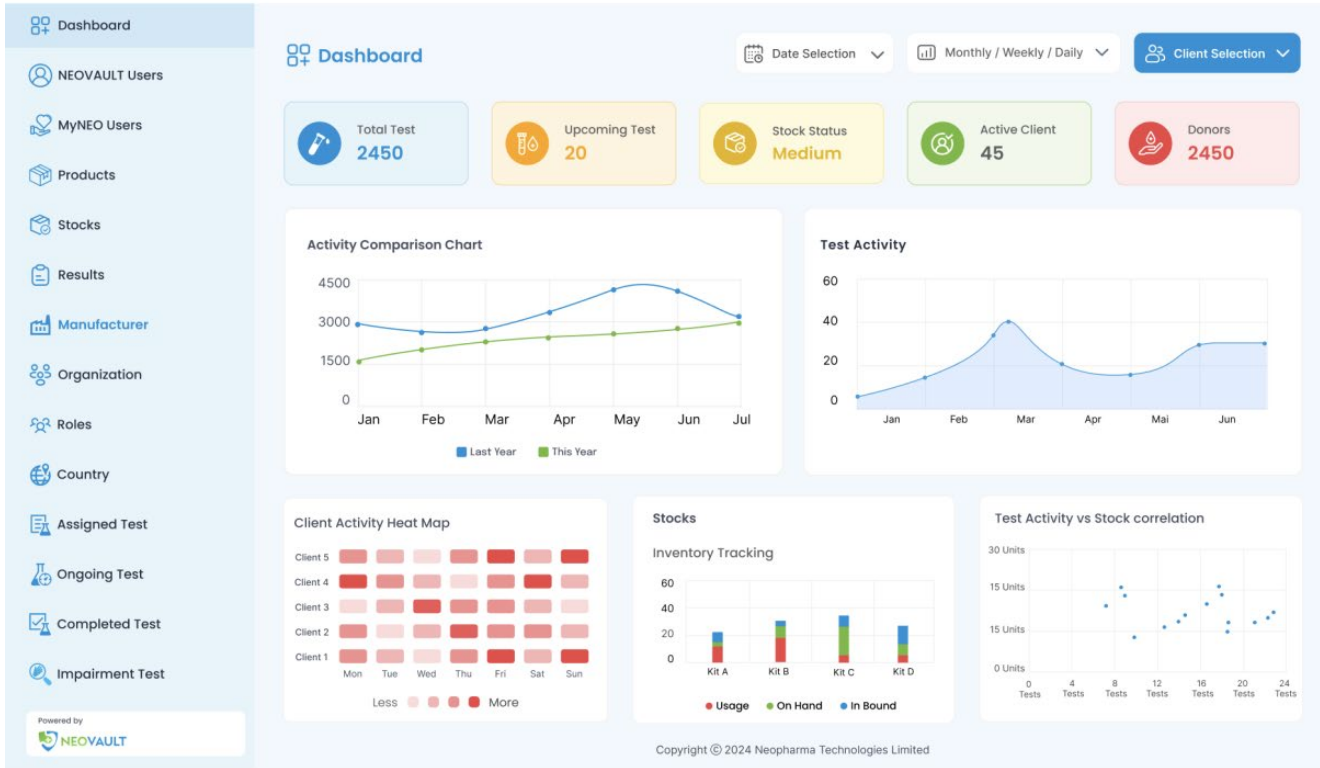 Dashboard
NEOVAULT Users
MyNEO Users
Products
Stocks
Results
Manufacturer
Organization
Roles
Country
Assigned Test
Ongoing Test
Completed Test
Impairment Test
Powered by
NEOVAULT
Dashboard
Date Selection
Monthly / Weekly / Daily
Client Selection
Total Test
2450
Upcoming Test
20
Stock Status
Medium
Active Client
45
Donors
2450
Activity Comparison Chart
4500
3000
1500
0
Jan Feb Mar Apr May Jun Jul
Last Year This Year
Test Activity
60
40
20
0
Jan Feb Mar Apr Mai Jun
Client Activity Heat Map
Client 5
Client 4
Client 3
Client 2
Client 1
Mon Tue Wed Thu Fri Sat Sun
Less More
Stocks
Inventory Tracking
60
40
20
0
Kit A Kit B Kit C Kit D
Usage On Hand In Bound
Test Activity vs Stock correlation
30 Units
15 Units
15 Units
0 Units
0 4 8 12 16 20 24
Tests Tests Tests Tests Tests Tests Tests
Copyright © 2024 Neopharma Technologies Limited